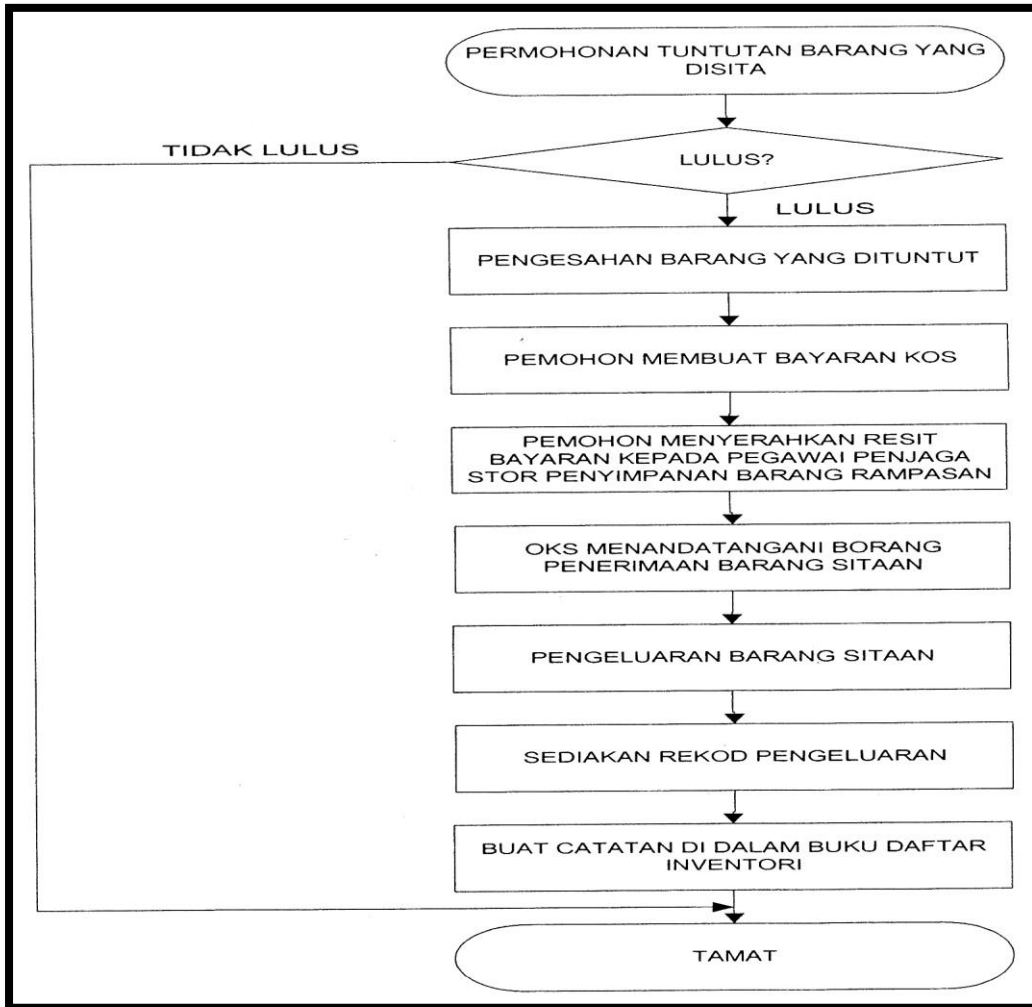 PERMOHONAN TUNTUTAN BARANG YANG
DISITA
TIDAK LULUS
LULUS?
LULUS
PENGESAHAN BARANG YANG DITUNTUT
PEMOHON MEMBUAT BAYARAN KOS
PEMOHON MENYERAHKAN RESIT
BAYARAN KEPADA PEGAWAI PENJAGA
STOR PENYIMPANAN BARANG RAMPASAN
OKS MENANDATANGANI BORANG
PENERIMAAN BARANG SITAAN
PENGELUARAN BARANG SITAAN
SEDIAKAN REKOD PENGELUARAN
BUAT CATATAN DI DALAM BUKU DAFTAR
INVENTORI
TAMAT